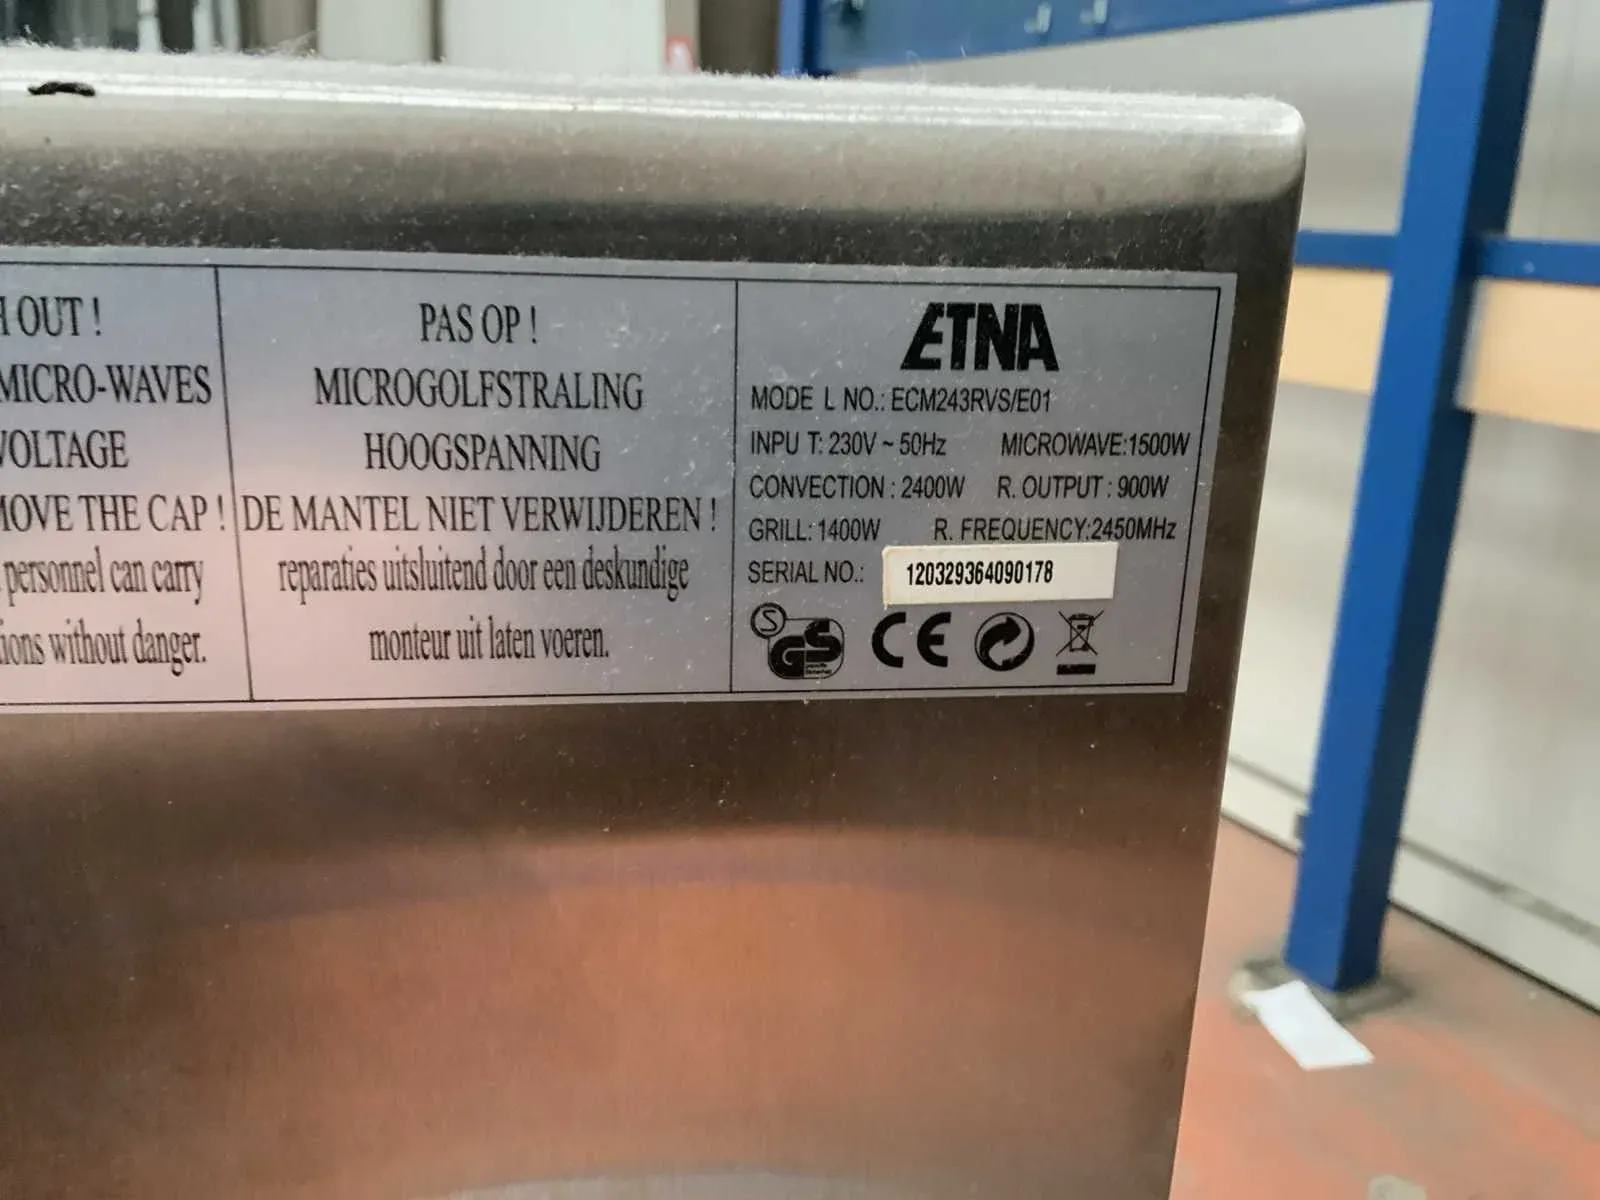 OUT !
MICRO-WAVES
VOLTAGE
MOVE THE CAP !
personnel can carry
ions without danger.
PAS OP !
MICROGOLFSTRALING
HOOGSPANNING
DE MANTEL NIET VERWIJDEREN !
reparaties uitsluitend door een deskundige
monteur uit laten voeren.
ETNA
MODE L NO.: ECM243RVS/E01
INPU T: 230V ~ 50Hz MICROWAVE:1500W
CONVECTION : 2400W R. OUTPUT : 900W
GRILL: 1400W R. FREQUENCY:2450MHz
SERIAL NO.: 120329364090178
S GS CE